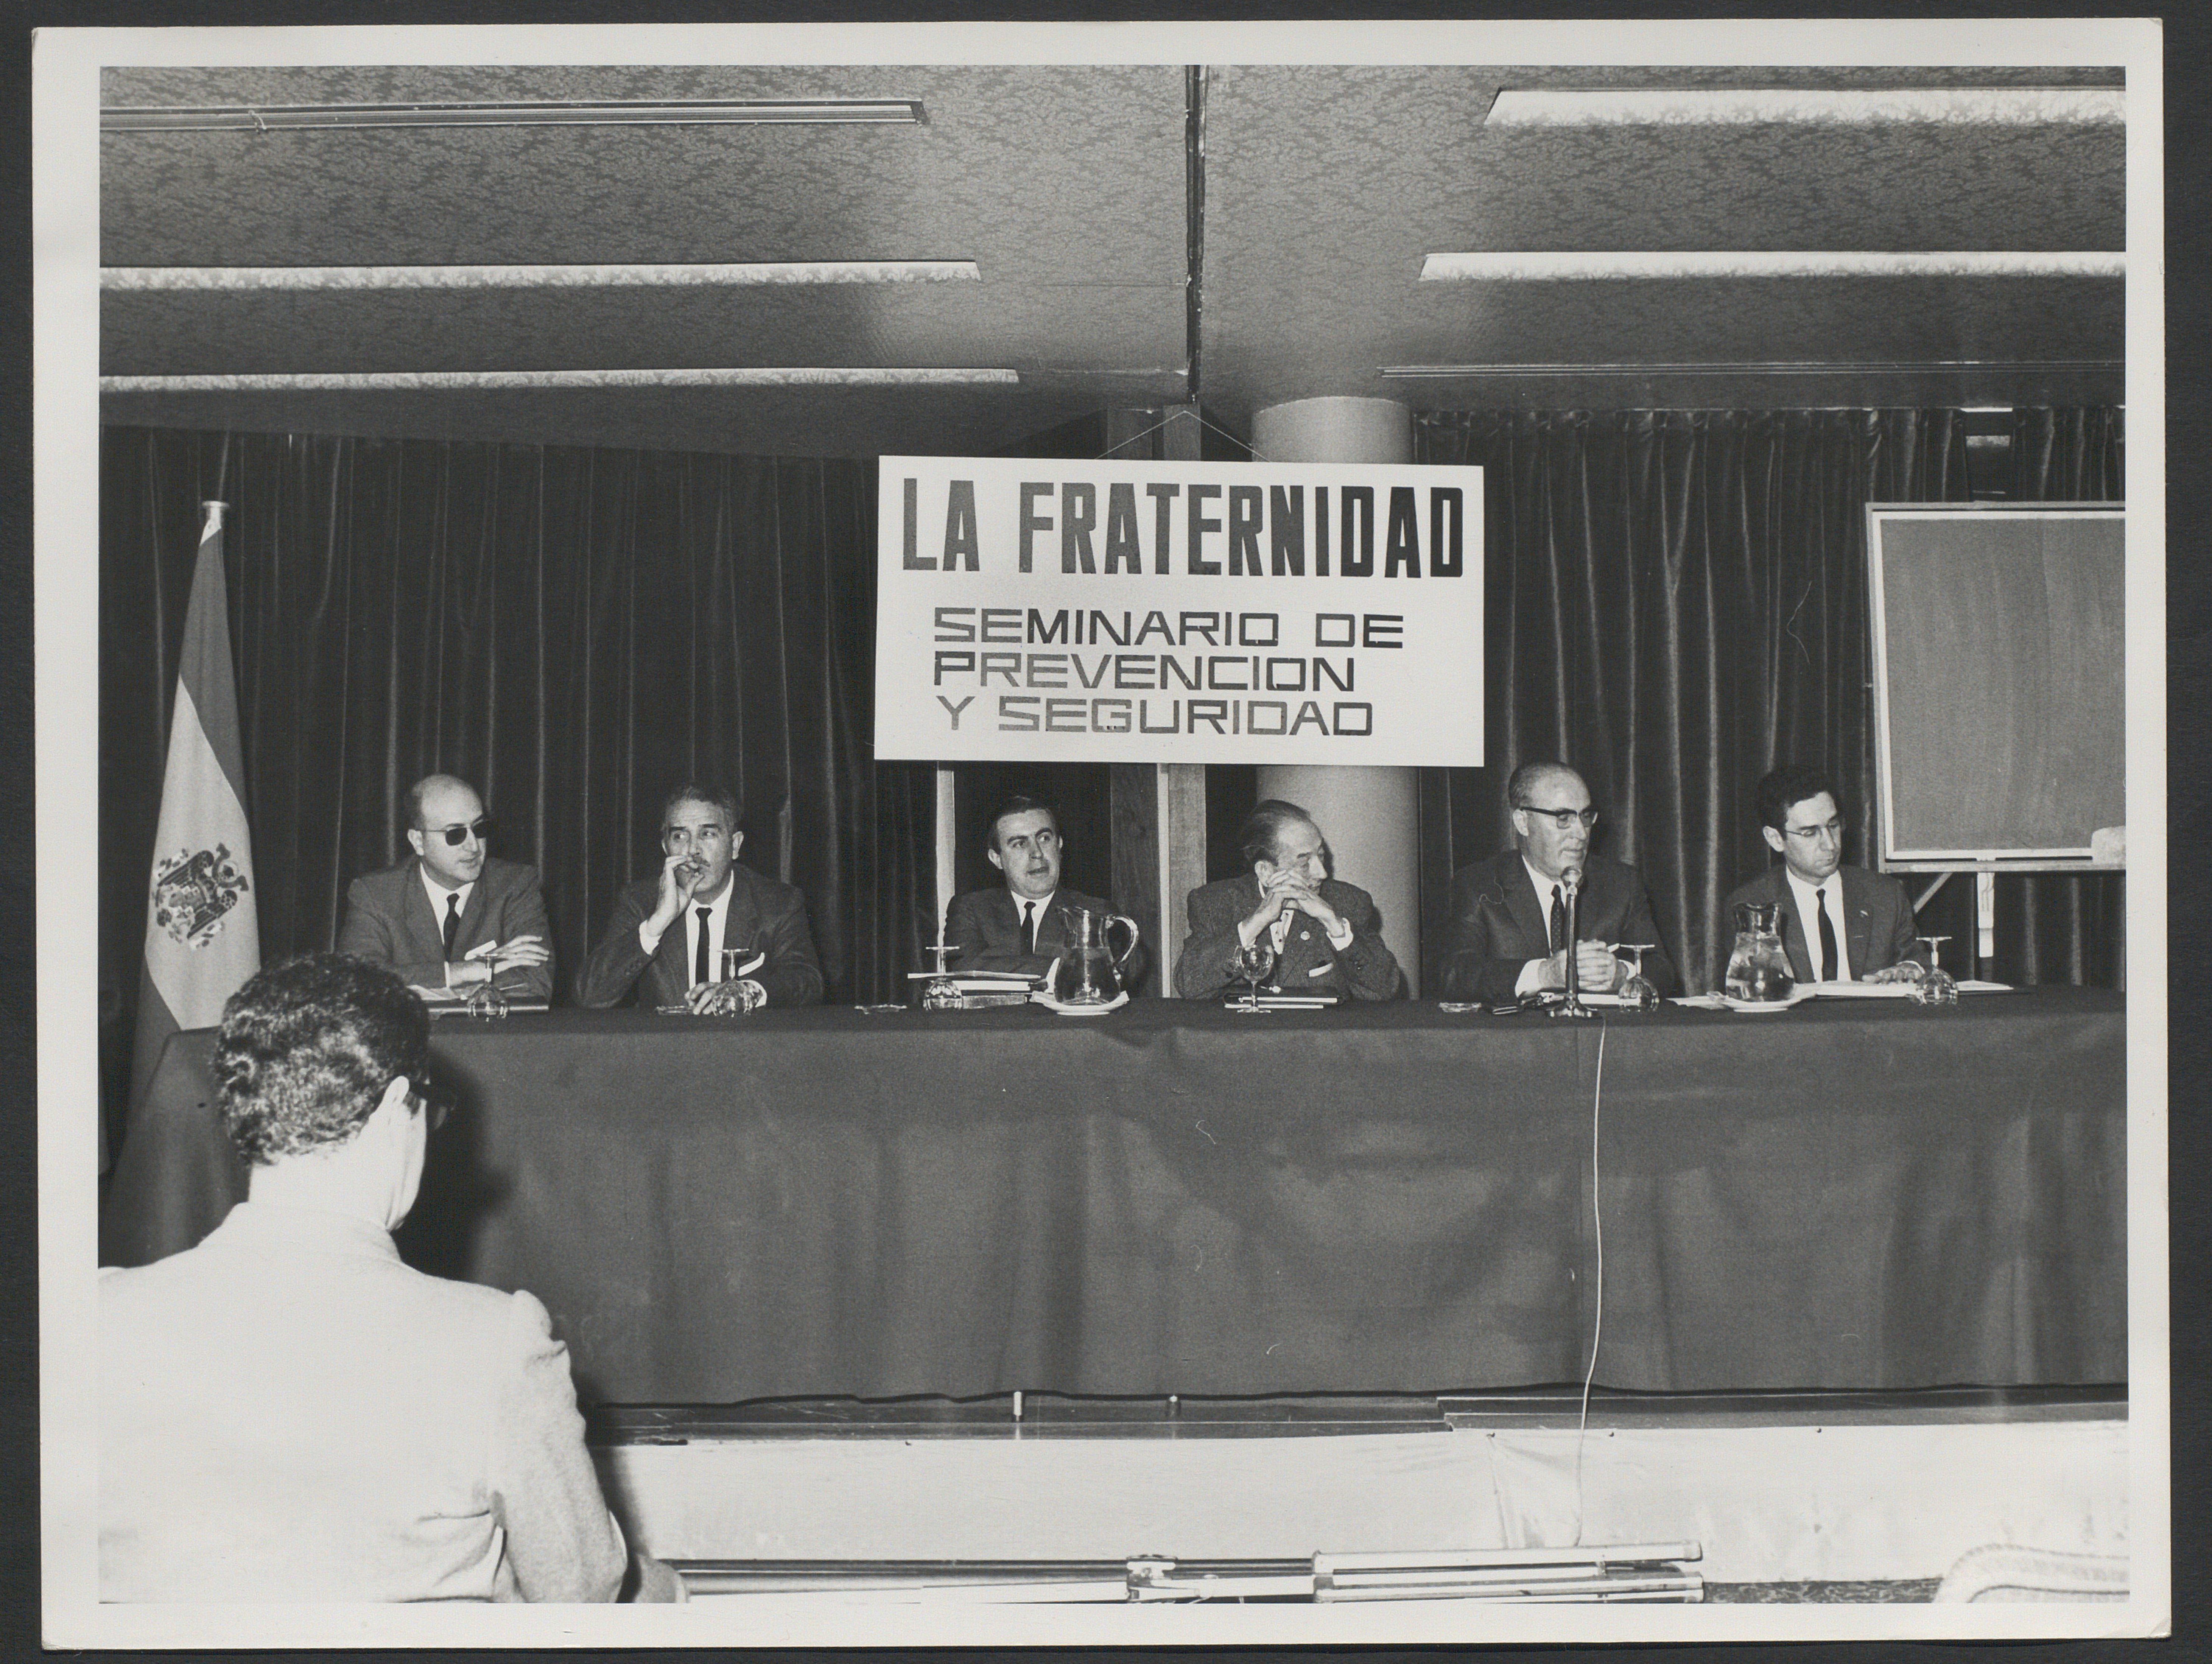 LA FRATERNIDAD
SEMINARIO DE
PREVENCION
Y SEGURIDAD